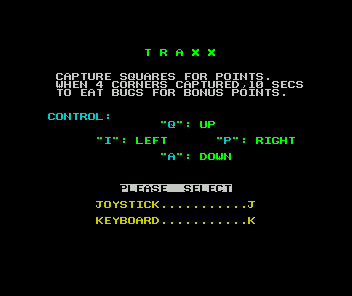 T R A X X
CAPTURE SQUARES FOR POINTS.
WHEN 4 CORNERS CAPTURED,10 SECS
TO EAT BUGS FOR BONUS POINTS.
CONTROL:
"Q": UP
"I": LEFT "P": RIGHT
"A": DOWN
PLEASE SELECT
JOYSTICK...........J
KEYBOARD...........K